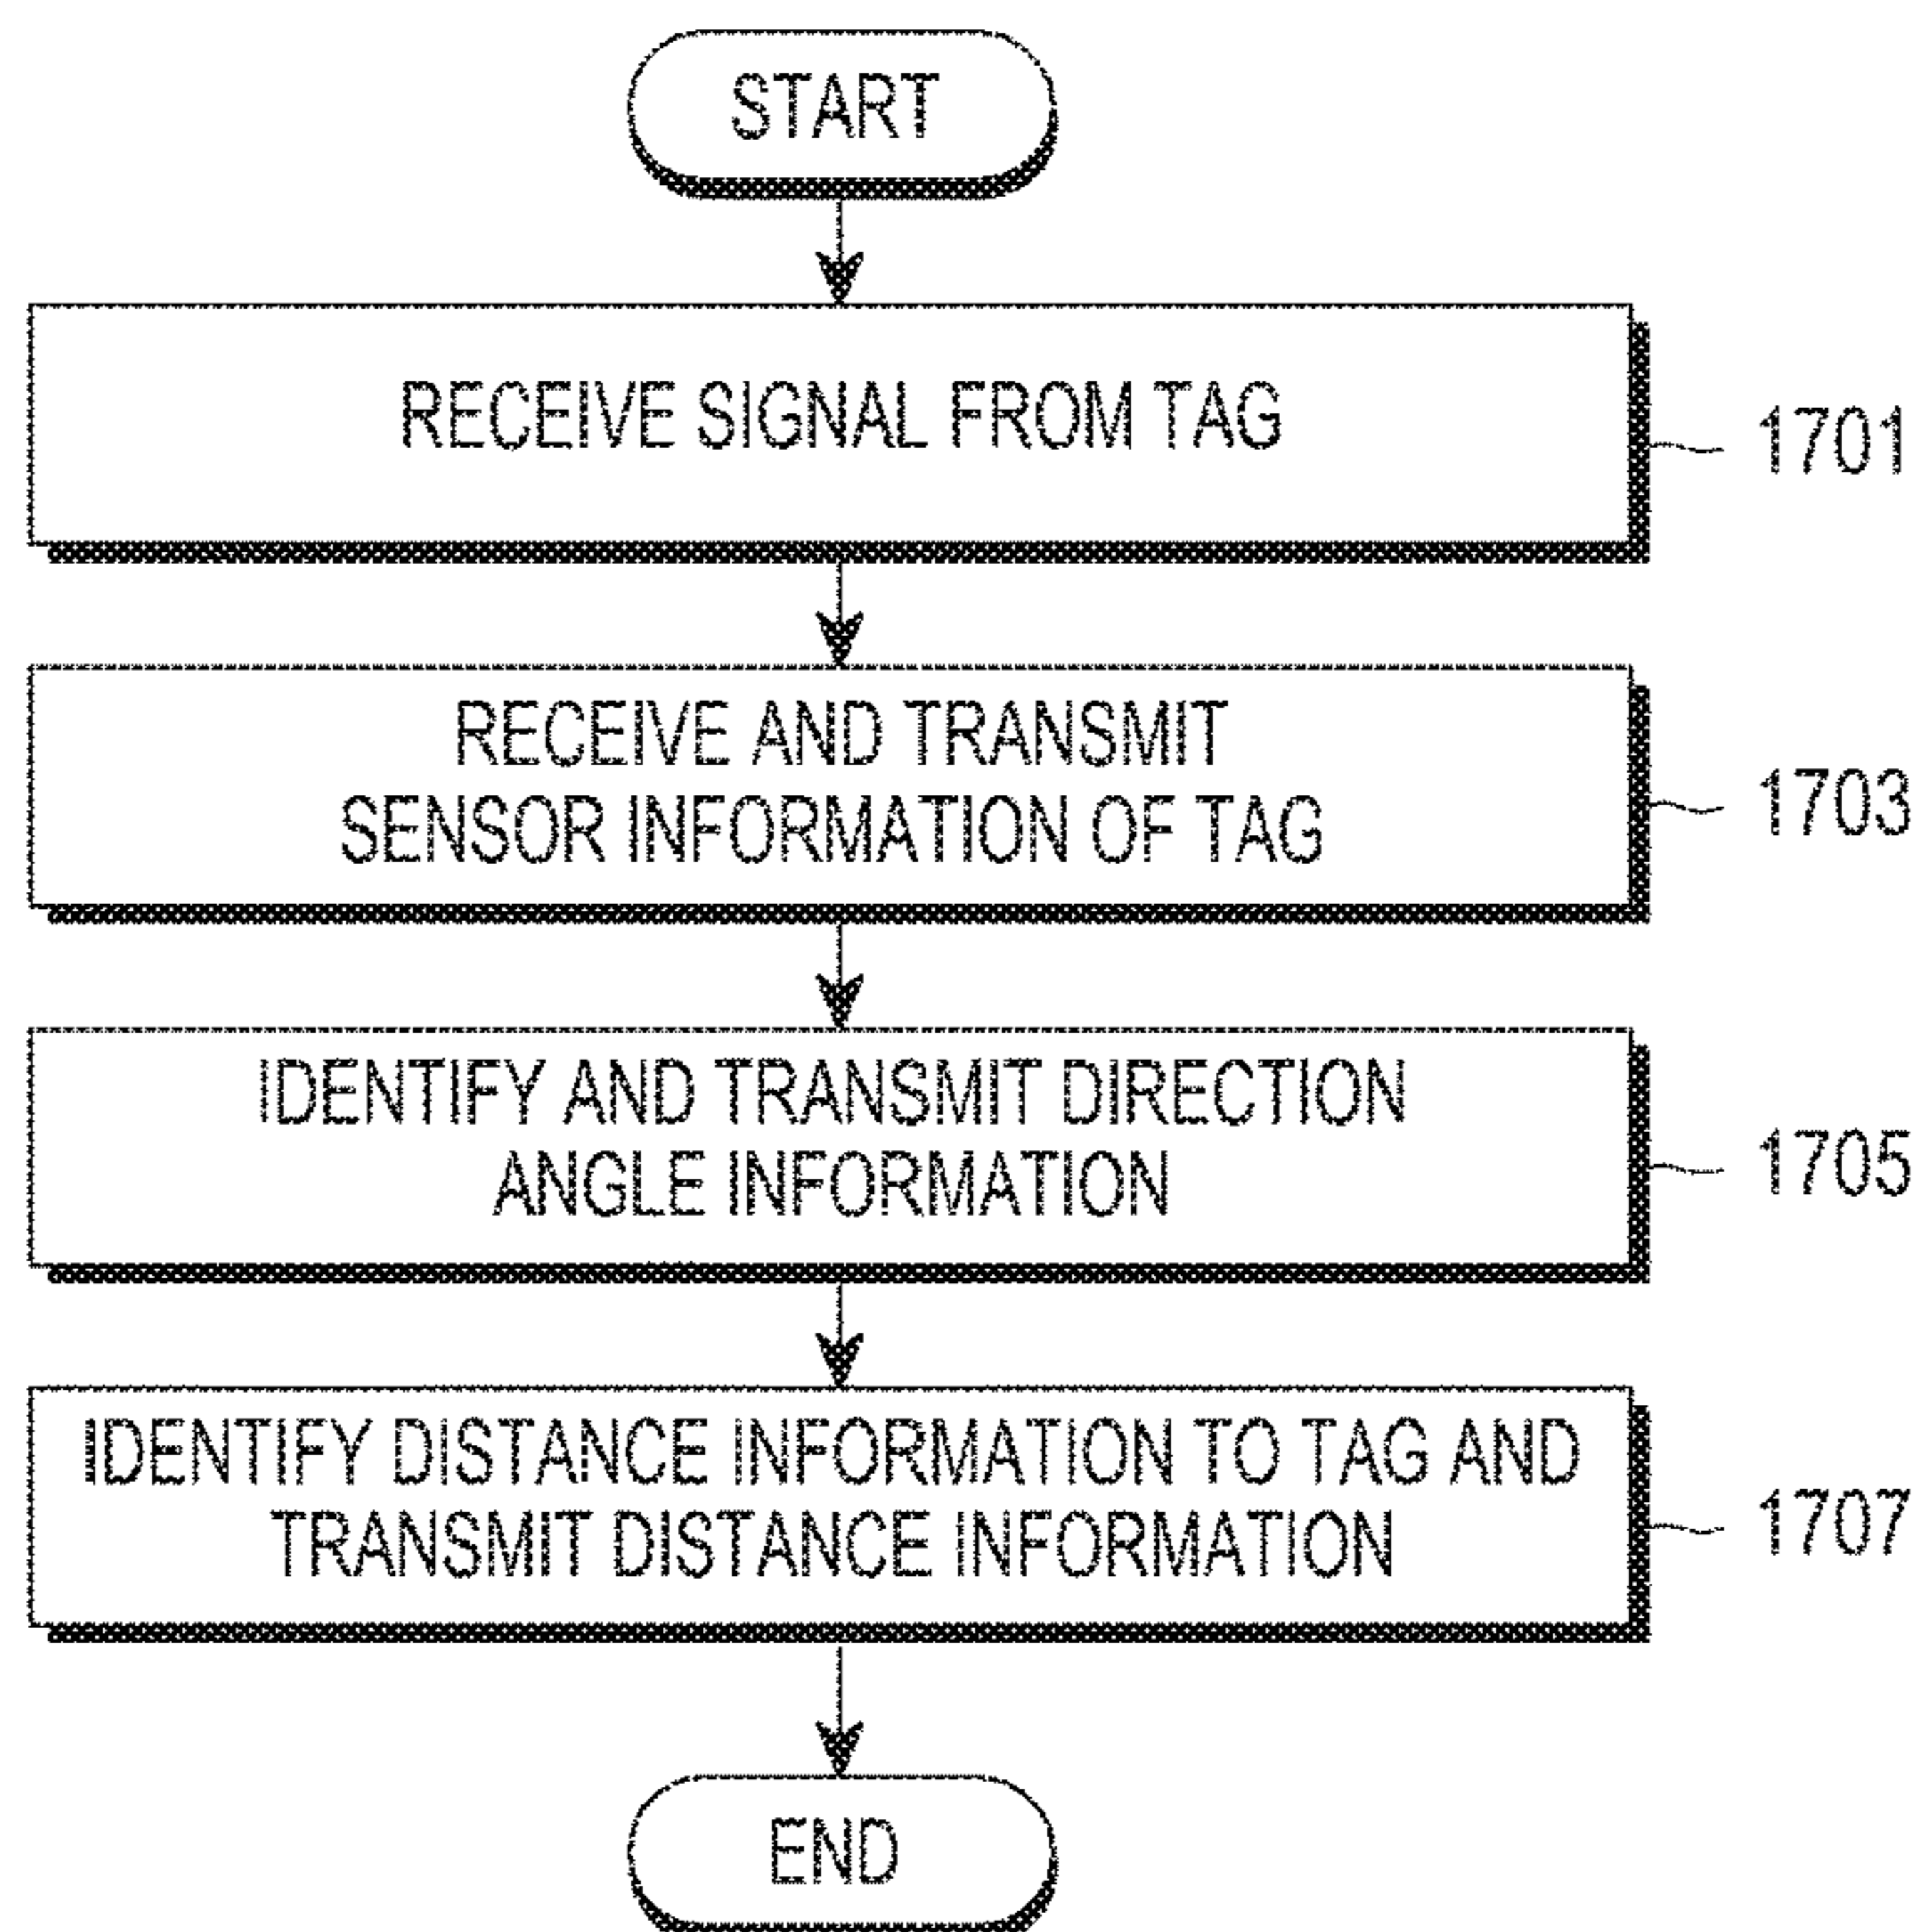 START
RECEIVE SIGNAL FROM TAG
1701
RECEIVE AND TRANSMIT
SENSOR INFORMATION OF TAG
1703
IDENTIFY AND TRANSMIT DIRECTION
ANGLE INFORMATION
1705
IDENTIFY DISTANCE INFORMATION TO TAG AND
TRANSMIT DISTANCE INFORMATION
1707
END